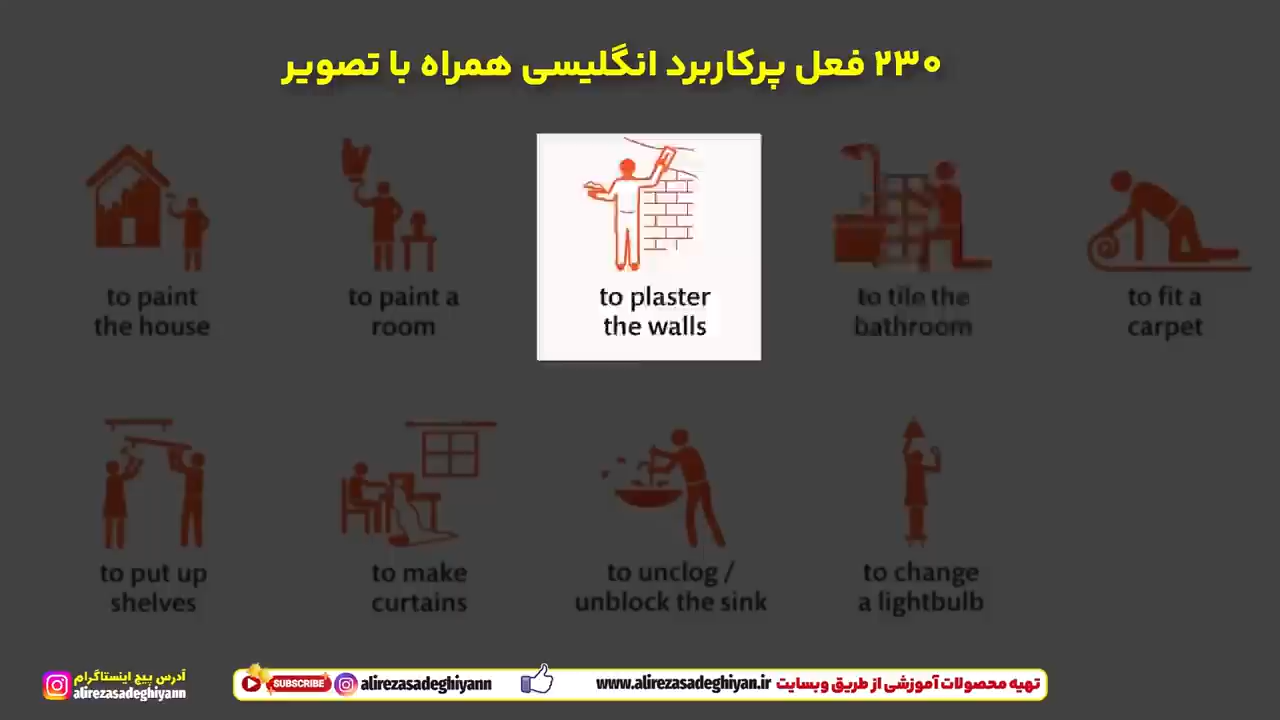 ۲۳۰ فعل پرکاربرد انگلیسی همراه با تصویر
to paint
the house
to paint a
room
to plaster
the walls
to tile the
bathroom
to fit a
carpet
to put up
shelves
to make
curtains
to unclog /
unblock the sink
to change
a lightbulb
آدرس پیج اینستاگرام
alirezasadeghiyann
SUBSCRIBE
alirezasadeghiyann
تهیه محصولات آموزشی از طریق وبسایت www.alirezasadeghiyan.ir